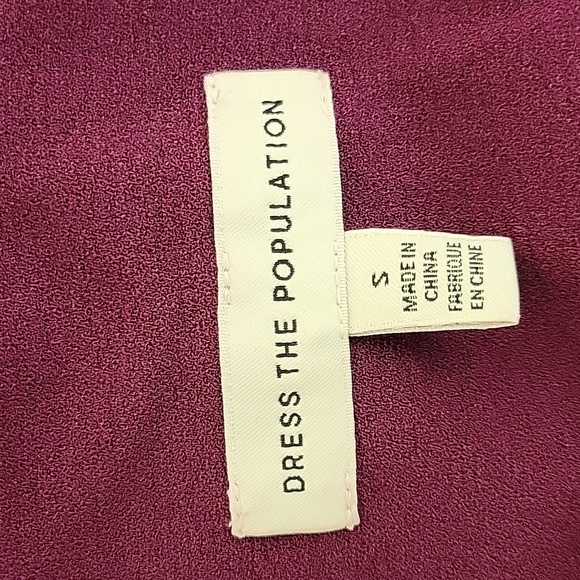 DRESS THE POPULATION
S
MADE IN
CHINA
FABRIQUE
EN CHINE